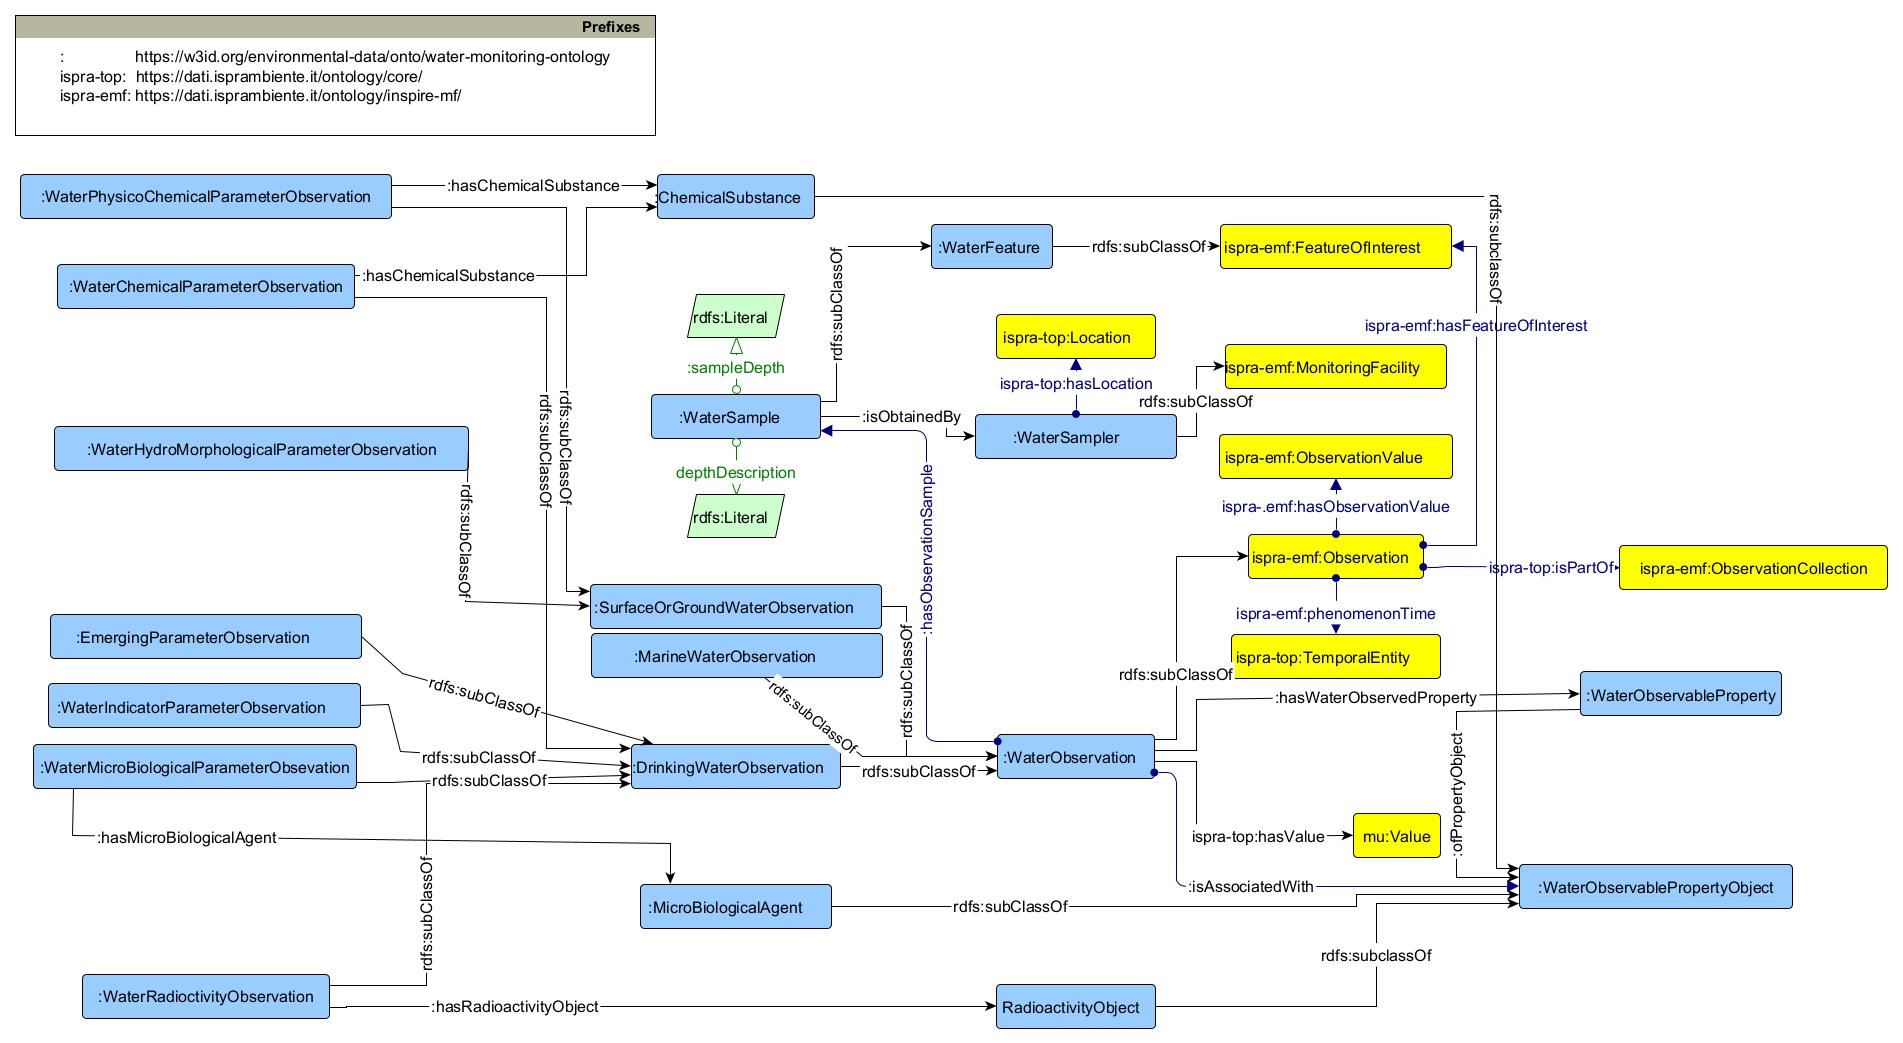 Prefixes
: https://w3id.org/environmental-data/onto/water-monitoring-ontology
ispra-top: https://dati.isprambiente.it/ontology/core/
ispra-emf: https://dati.isprambiente.it/ontology/inspire-mf/
:WaterPhysicoChemicalParameterObservation
:hasChemicalSubstance
:ChemicalSubstance
rdfs:subclassOf
:WaterFeature
rdfs:subClassOf
ispra-emf:FeatureOfInterest
:WaterChemicalParameterObservation
:hasChemicalSubstance
rdfs:subClassOf
rdfs:Literal
:sampleDepth
ispra-top:Location
ispra-top:hasLocation
ispra-emf:hasFeatureOfInterest
ispra-emf:MonitoringFacility
rdfs:subClassOf
:WaterSample
:isObtainedBy
:WaterSampler
rdfs:subClassOf
rdfs:subClassOf
:WaterHydroMorphologicalParameterObservation
rdfs:subClassOf
depthDescription
rdfs:Literal
:hasObservationSample
ispra-emf:ObservationValue
ispra-.emf:hasObservationValue
ispra-emf:Observation
ispra-top:isPartOf
ispra-emf:ObservationCollection
ispra-emf:phenomenonTime
ispra-top:TemporalEntity
:SurfaceOrGroundWaterObservation
:EmergingParameterObservation
:MarineWaterObservation
rdfs:subClassOf
rdfs:subClassOf
rdfs:subClassOf
rdfs:subClassOf
:WaterIndicatorParameterObservation
:hasWaterObservedProperty
:WaterObservableProperty
rdfs:subClassOf
:WaterMicroBiologicalParameterObsevation
rdfs:subClassOf
:DrinkingWaterObservation
rdfs:subClassOf
:WaterObservation
:ofPropertyObject
:hasMicroBiologicalAgent
ispra-top:hasValue
mu:Value
:isAssociatedWith
:WaterObservablePropertyObject
rdfs:subClassOf
:MicroBiologicalAgent
rdfs:subClassOf
rdfs:subclassOf
:WaterRadioctivityObservation
:hasRadioactivityObject
RadioactivityObject